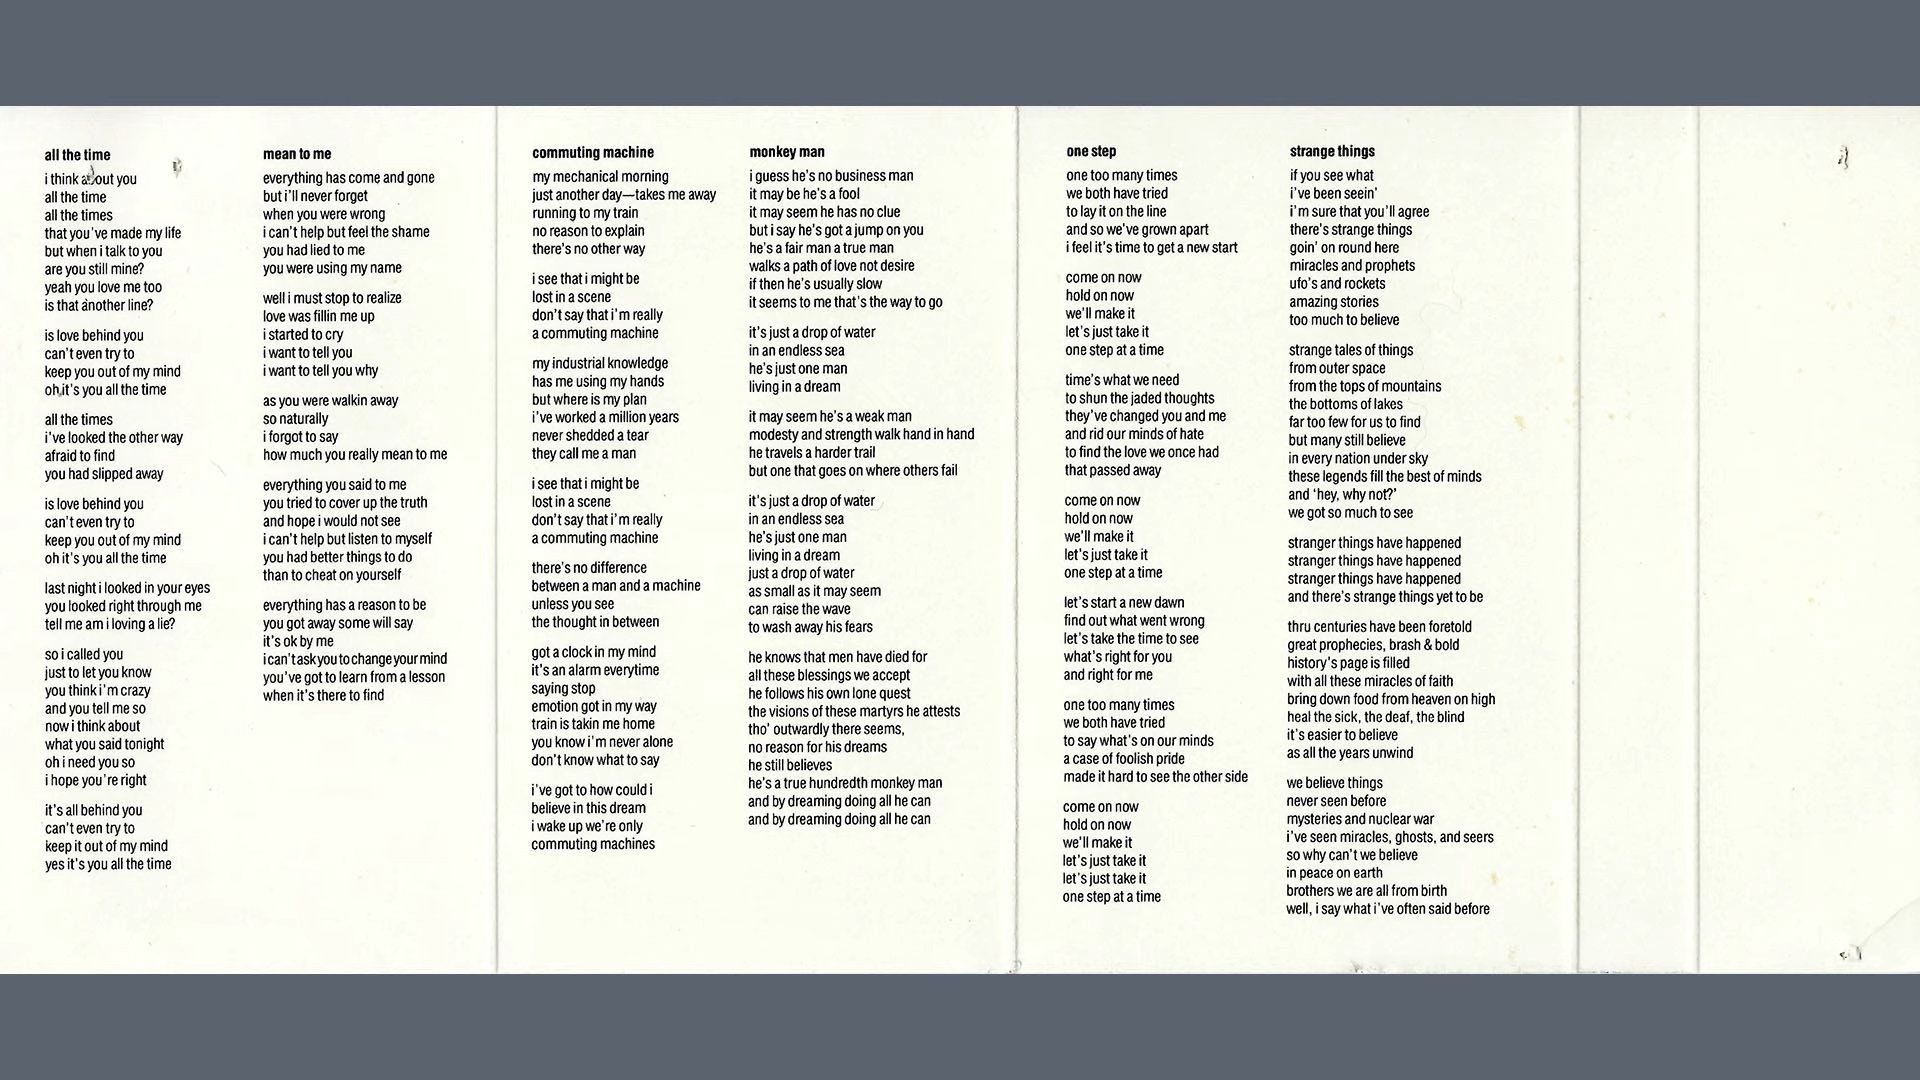 all the time
i think about you
all the time
all the times
that you've made my life
but when i talk to you
are you still mine?
yeah you love me too
is that another line?
is love behind you
can't even try to
keep you out of my mind
oh, it's you all the time
all the times
i've looked the other way
afraid to find
you had slipped away
is love behind you
can't even try to
keep you out of my mind
oh it's you all the time
last night i looked in your eyes
you looked right through me
tell me am i loving a lie?
so i called you
just to let you know
you think i'm crazy
and you tell me so
now i think about
what you said tonight
oh i need you so
i hope you're right
it's all behind you
can't even try to
keep it out of my mind
yes it's you all the time
mean to me
everything has come and gone
but i'll never forget
when you were wrong
i can't help but feel the shame
you had lied to me
you were using my name
well i must stop to realize
love was fillin me up
i started to cry
i want to tell you
i want to tell you why
as you were walkin away
so naturally
i forgot to say
how much you really mean to me
everything you said to me
you tried to cover up the truth
and hope i would not see
i can't help but listen to myself
you had better things to do
than to cheat on yourself
everything has a reason to be
you got away some will say
it's ok by me
i can't ask you to change your mind
you've got to learn from a lesson
when it's there to find
commuting machine
my mechanical morning
just another day—takes me away
running to my train
no reason to explain
there's no other way
i see that i might be
lost in a scene
don't say that i'm really
a commuting machine
my industrial knowledge
has me using my hands
but where is my plan
i've worked a million years
never shedded a tear
they call me a man
i see that i might be
lost in a scene
don't say that i'm really
a commuting machine
there's no difference
between a man and a machine
unless you see
the thought in between
got a clock in my mind
it's an alarm everytime
saying stop
emotion got in my way
train is takin me home
you know i'm never alone
don't know what to say
i've got to how could i
believe in this dream
i wake up we're only
commuting machines
monkey man
i guess he's no business man
it may be he's a fool
it may seem he has no clue
but i say he's got a jump on you
he's a fair man a true man
walks a path of love not desire
if then he's usually slow
it seems to me that's the way to go
it's just a drop of water
in an endless sea
he's just one man
living in a dream
it may seem he's a weak man
modesty and strength walk hand in hand
he travels a harder trail
but one that goes on where others fail
it's just a drop of water
in an endless sea
he's just one man
living in a dream
just a drop of water
as small as it may seem
can raise the wave
to wash away his fears
he knows that men have died for
all these blessings we accept
he follows his own lone quest
the visions of these martyrs he attests
tho' outwardly there seems,
no reason for his dreams
he still believes
he's a true hundredth monkey man
and by dreaming doing all he can
and by dreaming doing all he can
one step
one too many times
we both have tried
to lay it on the line
and so we've grown apart
i feel it's time to get a new start
come on now
hold on now
we'll make it
let's just take it
one step at a time
time's what we need
to shun the jaded thoughts
they've changed you and me
and rid our minds of hate
to find the love we once had
that passed away
come on now
hold on now
we'll make it
let's just take it
one step at a time
let's start a new dawn
find out what went wrong
let's take the time to see
what's right for you
and right for me
one too many times
we both have tried
to say what's on our minds
a case of foolish pride
made it hard to see the other side
come on now
hold on now
we'll make it
let's just take it
let's just take it
one step at a time
strange things
if you see what
i've been seein'
i'm sure that you'll agree
there's strange things
goin' on round here
miracles and prophets
ufo's and rockets
amazing stories
too much to believe
strange tales of things
from outer space
from the tops of mountains
the bottoms of lakes
far too few for us to find
but many still believe
in every nation under sky
these legends fill the best of minds
and 'hey, why not?'
we got so much to see
stranger things have happened
stranger things have happened
stranger things have happened
and there's strange things yet to be
thru centuries have been foretold
great prophecies, brash & bold
history's page is filled
with all these miracles of faith
bring down food from heaven on high
heal the sick, the deaf, the blind
it's easier to believe
as all the years unwind
we believe things
never seen before
mysteries and nuclear war
i've seen miracles, ghosts, and seers
so why can't we believe
in peace on earth
brothers we are all from birth
well, i say what i've often said before